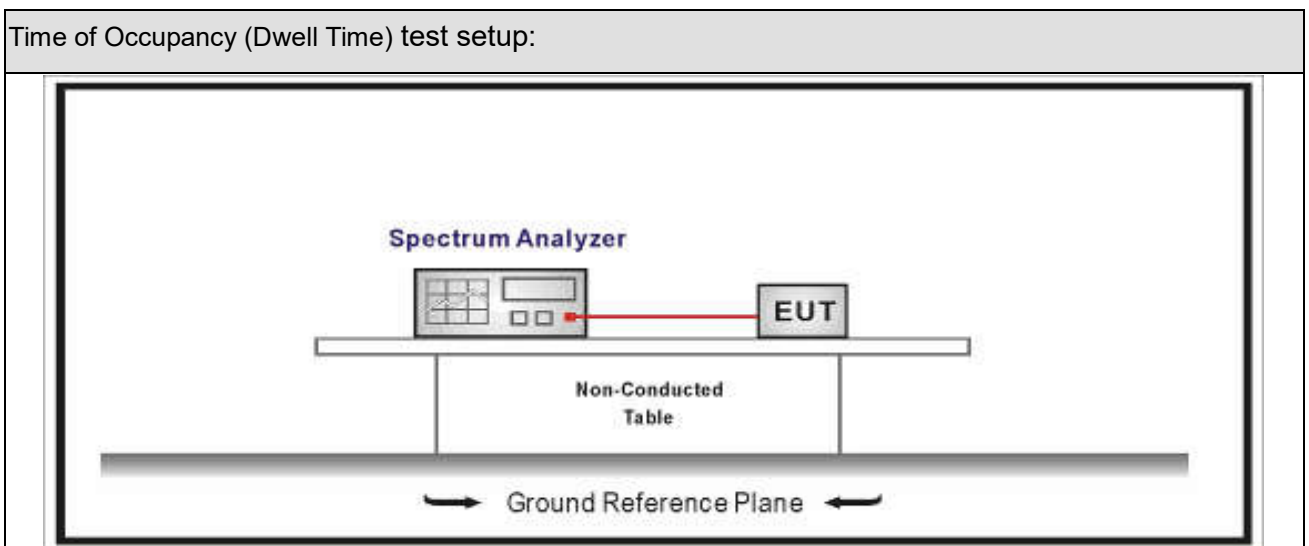 Time of Occupancy (Dwell Time) test setup:
Spectrum Analyzer
EUT
Non-Conducted
Table
Ground Reference Plane